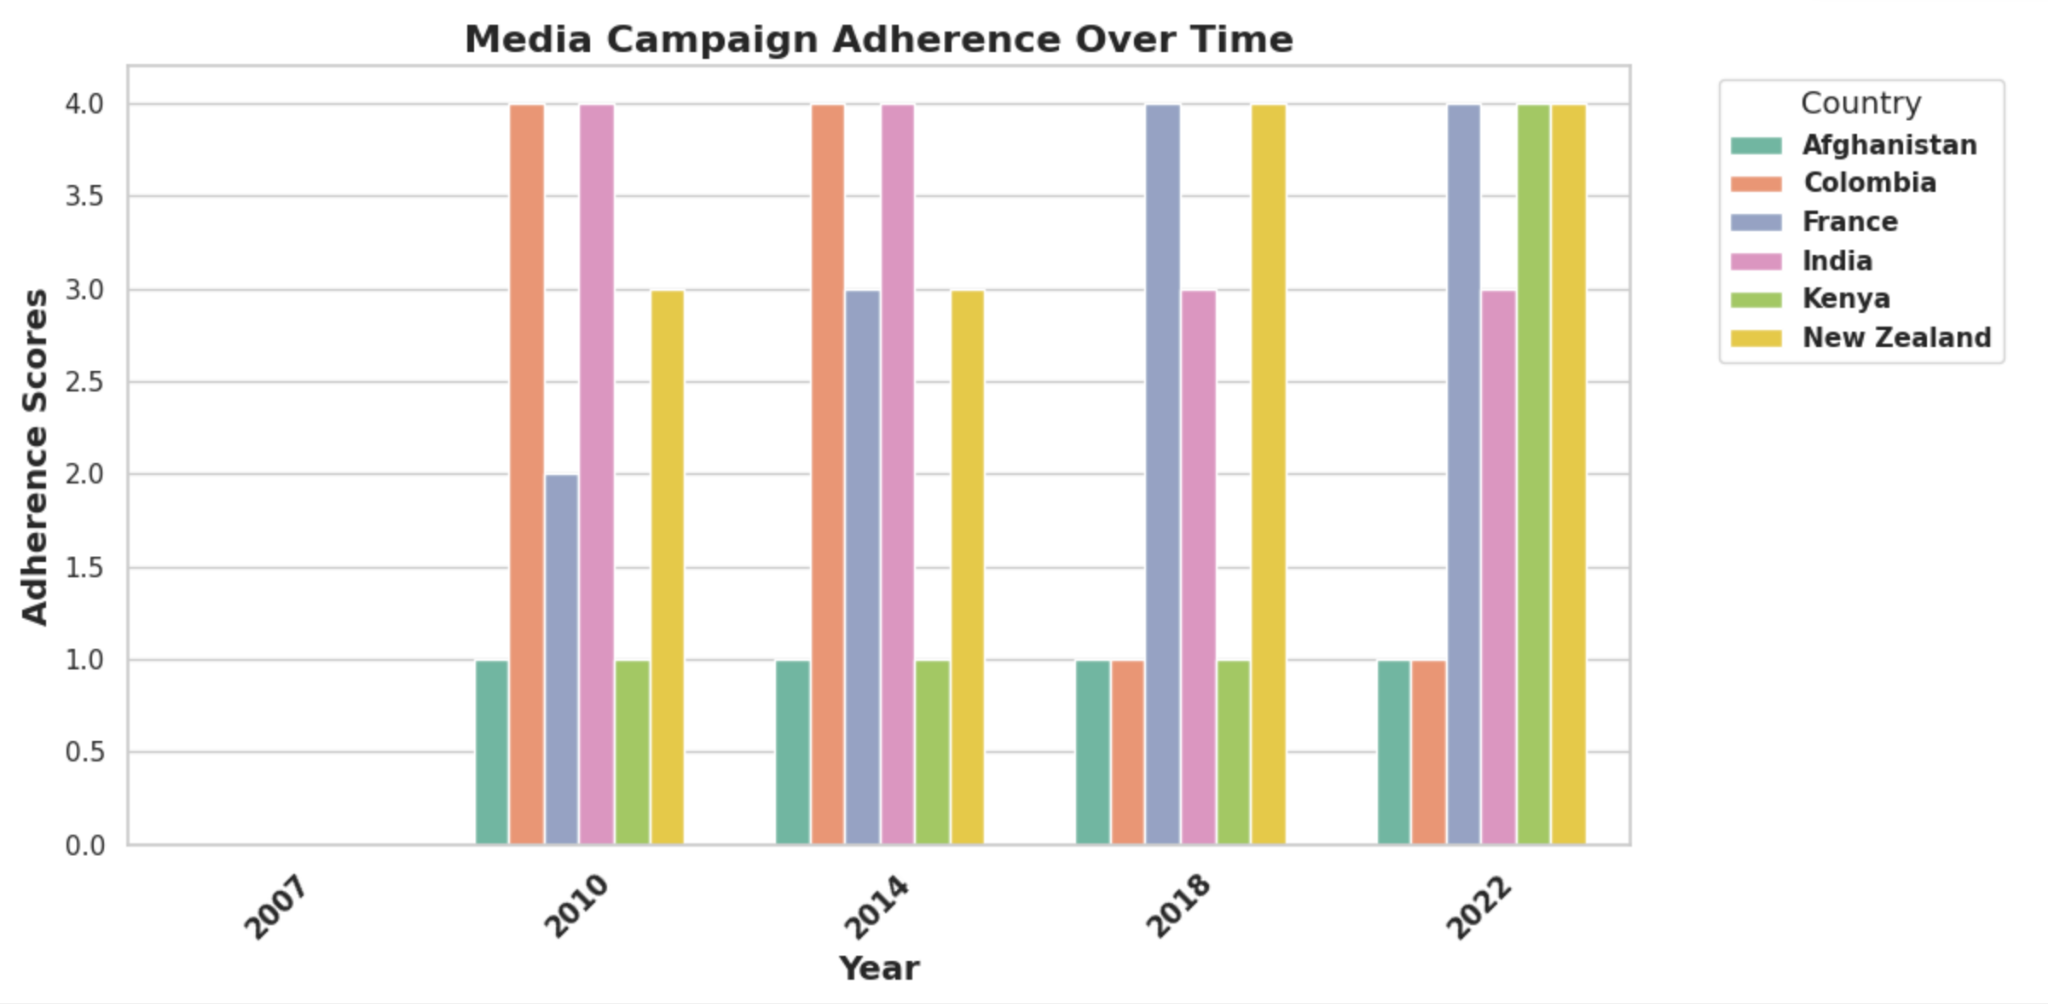 Media Campaign Adherence Over Time
Adherence Scores
4.0
3.5
3.0
2.5
2.0
1.5
1.0
0.5
0.0
2007
2010
2014
2018
2022
Year
Country
Afghanistan
Colombia
France
India
Kenya
New Zealand